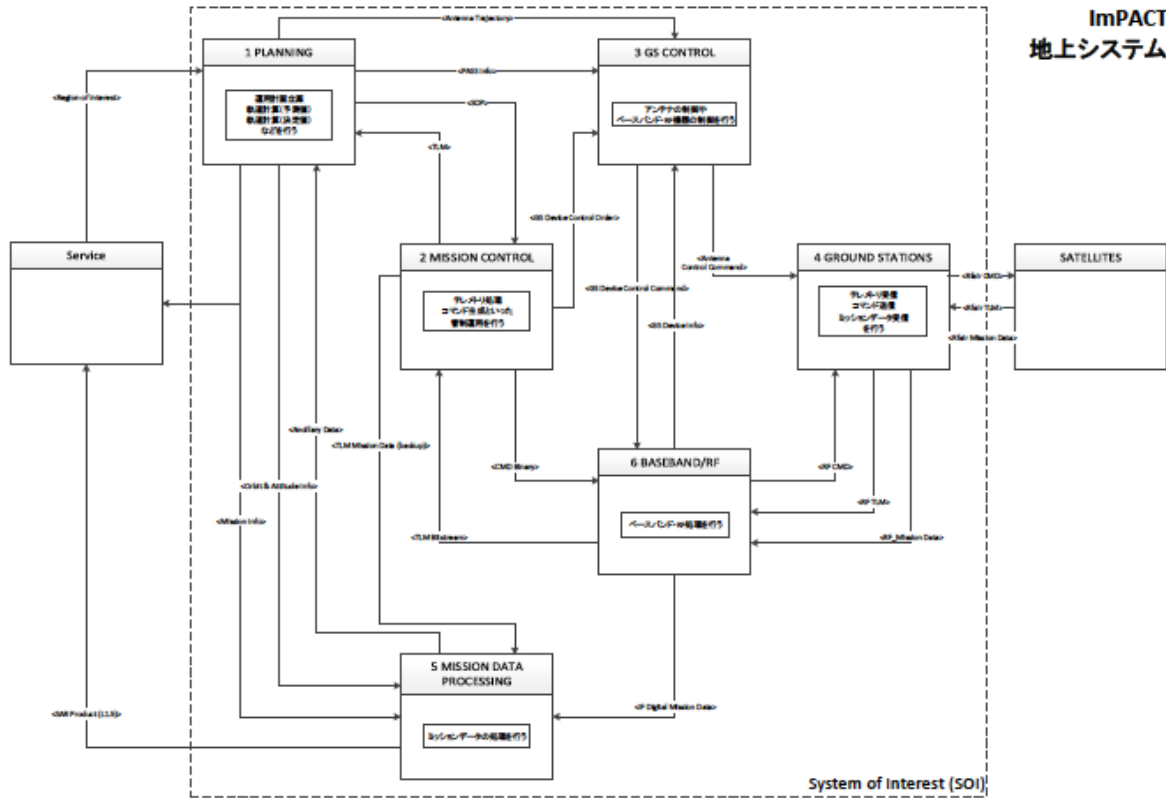 ImPACT
地上システム
<Antenna Trajectory>
1 PLANNING
運用計画立案
軌道計算(予測値)
軌道計算(決定値)
などを行う
3 GS CONTROL
アンテナの制御や
ベースバンド・RF機器の制御を行う
<PASS Info>
<Region of Interest>
<SOP>
<TLM>
<GS Device Control Order>
Service
2 MISSION CONTROL
テレメトリ処理
コマンド生成といった
管制運用を行う
<Antenna
Control Command>
4 GROUND STATIONS
テレメトリ受信
コマンド送信
ミッションデータ受信
を行う
SATELLITES
<RFair CMD>
<RFair TLM>
<RFair Mission Data>
<GS Device Control Command>
<GS Device Info>
<Ancillary Data>
<TLM Mission Data (backup)>
<CMD Binary>
6 BASEBAND/RF
ベースバンド・RF処理を行う
<RF CMD>
<Orbit & Attitude Info>
<RF TLM>
<Mission Info>
<TLM Bitstream>
<RF_Mission Data>
5 MISSION DATA
PROCESSING
ミッションデータの処理を行う
<SAR Product (L1.5)>
<IF Digital Mission Data>
System of Interest (SOI)